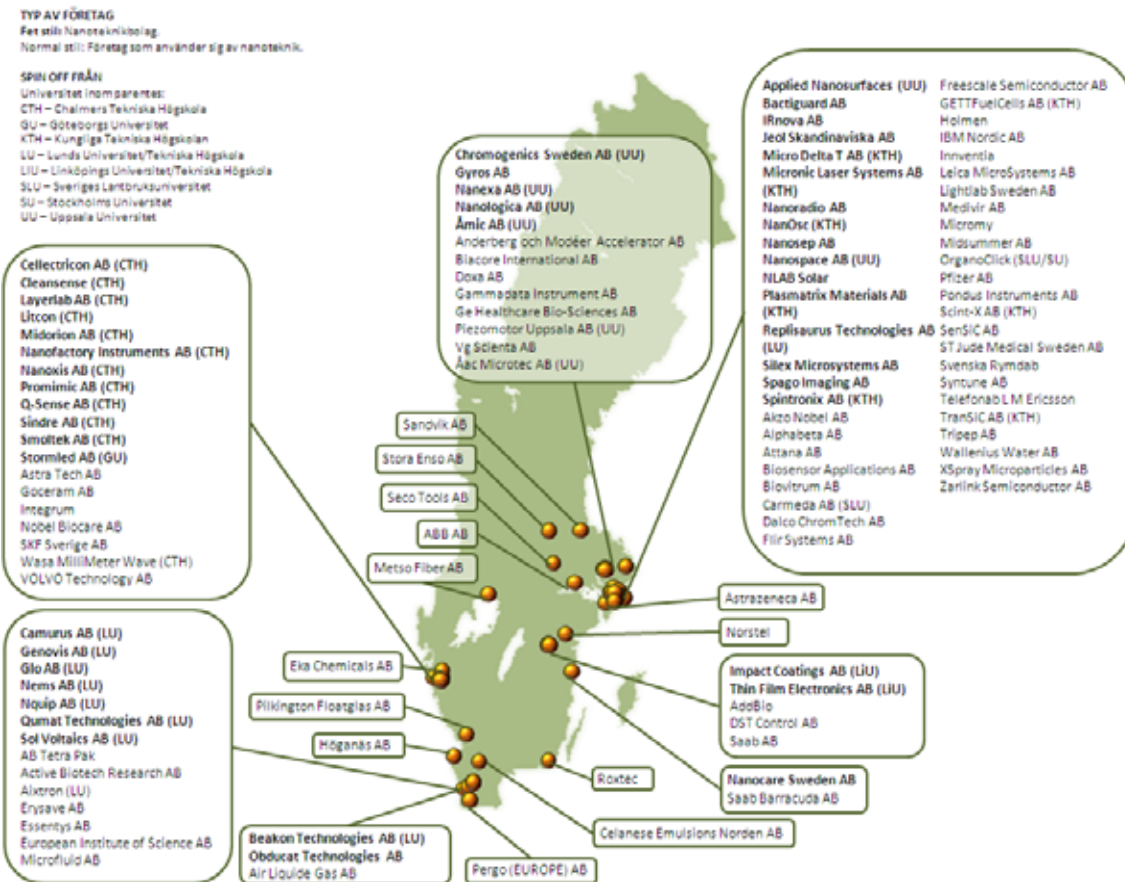 TYP AV FÖRETAG
Fet stil: Nanoteknikbolag.
Normal stil: Företag som använder sig av nanoteknik.
SPIN OFF FRÅN
Universitet inom parentes:
CTH – Chalmers Tekniska Högskola
GU – Göteborgs Universitet
KTH – Kungliga Tekniska Högskolan
LU – Lunds Universitet/Tekniska Högskola
LIU – Linköpings Universitet/Tekniska Högskola
SLU – Sveriges Lantbruksuniversitet
SU – Stockholms Universitet
UU – Uppsala Universitet
Cellectricon AB (CTH)
Cleansense (CTH)
Layerlab AB (CTH)
Litcon (CTH)
Midorion AB (CTH)
Nanofactory Instruments AB (CTH)
Nanoxis AB (CTH)
Promimic AB (CTH)
Q-Sense AB (CTH)
Sindre AB (CTH)
Smoltek AB (CTH)
Stormled AB (GU)
Astra Tech AB
Goceram AB
Integrum
Nobel Biocare AB
SKF Sverige AB
Wasa MilliMeter Wave (CTH)
VOLVO Technology AB
Camurus AB (LU)
Genovis AB (LU)
Glo AB (LU)
Nems AB (LU)
Nquip AB (LU)
Qumat Technologies AB (LU)
Sol Voltaics AB (LU)
AB Tetra Pak
Active Biotech Research AB
Aixtron (LU)
Erysave AB
Essentys AB
European Institute of Science AB
Microfluid AB
Chromogenics Sweden AB (UU)
Gyros AB
Nanexa AB (UU)
Nanologica AB (UU)
Åmic AB (UU)
Anderberg och Modéer Accelerator AB
Biacore International AB
Doxa AB
Gammadata Instrument AB
Ge Healthcare Bio-Sciences AB
Piezomotor Uppsala AB (UU)
Vg Scienta AB
Åac Microtec AB (UU)
Sandvik AB
Stora Enso AB
Seco Tools AB
ABB AB
Metso Fiber AB
Eka Chemicals AB
Pilkington Floatglas AB
Höganäs AB
Beakon Technologies AB (LU)
Obducat Technologies AB
Air Liquide Gas AB
Pergo (EUROPE) AB
Celanese Emulsions Norden AB
Roxtec
Applied Nanosurfaces (UU)
Bactiguard AB
IRnova AB
Jeol Skandinaviska AB
Micro Delta T AB (KTH)
Micronic Laser Systems AB
(KTH)
Nanoradio AB
NanOsc (KTH)
Nanosep AB
Nanospace AB (UU)
NLAB Solar
Plasmatrix Materials AB
(KTH)
Replisaurus Technologies AB
(LU)
Silex Microsystems AB
Spago Imaging AB
Spintronix AB (KTH)
Akzo Nobel AB
Alphabeta AB
Attana AB
Biosensor Applications AB
Biovitrum AB
Carmeda AB (SLU)
Dalco ChromTech AB
Flir Systems AB
Freescale Semiconductor AB
GETTFuelCells AB (KTH)
Holmen
IBM Nordic AB
Innventia
Leica MicroSystems AB
Lightlab Sweden AB
Medivir AB
Micromy
Midsummer AB
OrganoClick (SLU/SU)
Pfizer AB
Pondus Instruments AB
Scint-X AB (KTH)
SenSiC AB
ST Jude Medical Sweden AB
Svenska Rymdab
Syntune AB
Telefonab L M Ericsson
TranSiC AB (KTH)
Tripep AB
Wallenius Water AB
XSpray Microparticles AB
Zarlink Semiconductor AB
Astrazeneca AB
Norstel
Impact Coatings AB (LiU)
Thin Film Electronics AB (LiU)
AddBio
DST Control AB
Saab AB
Nanocare Sweden AB
Saab Barracuda AB